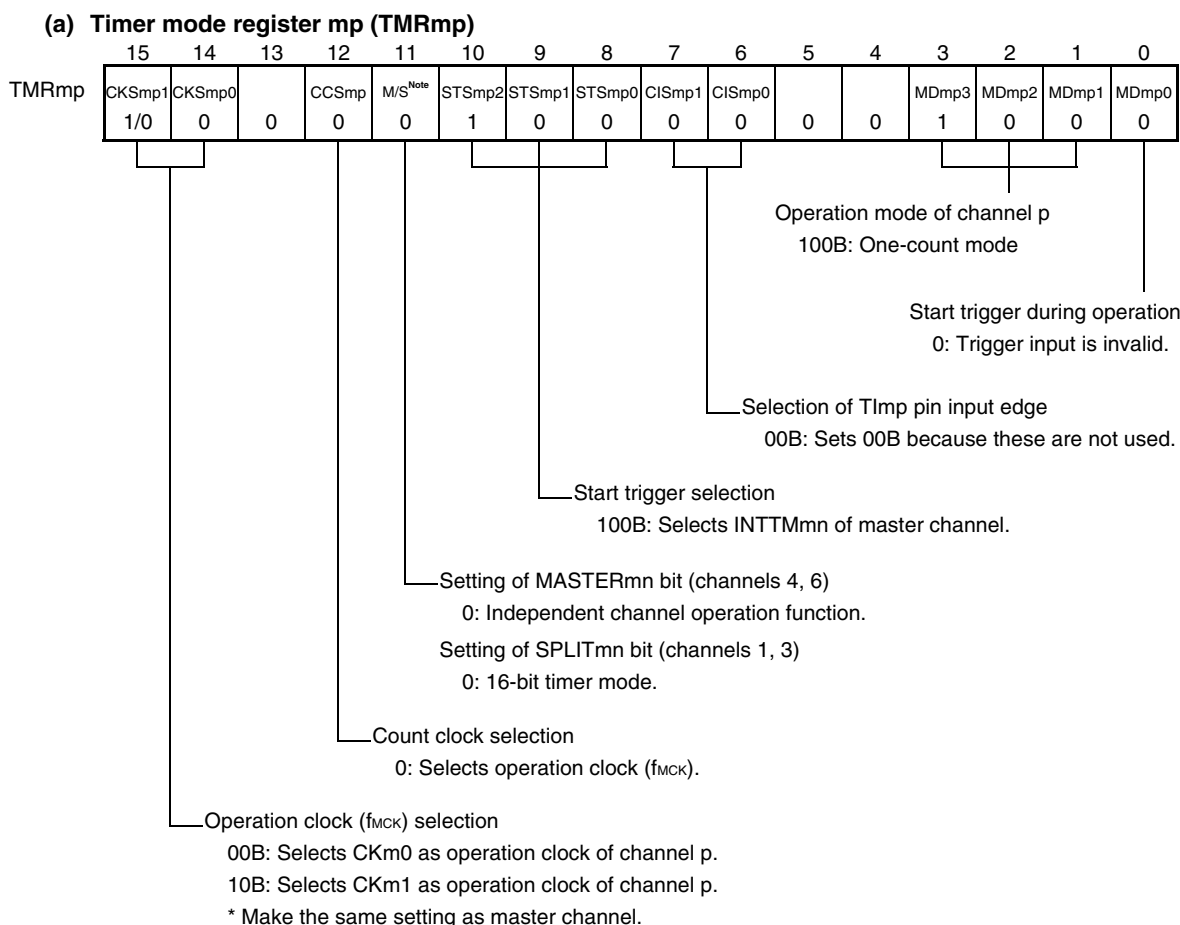 (a) Timer mode register mp (TMRmp)
15 14 13 12 11 10 9 8 7 6 5 4 3 2 1 0
TMRmp CKSmp1 CKSmp0 CCSmp M/S Note STSmp2 STSmp1 STSmp0 CISmp1 CISmp0 MDmp3 MDmp2 MDmp1 MDmp0
1/0 0 0 0 0 1 0 0 0 0 0 0 1 0 0 0
Operation mode of channel p
100B: One-count mode
Start trigger during operation
0: Trigger input is invalid.
Selection of TImp pin input edge
00B: Sets 00B because these are not used.
Start trigger selection
100B: Selects INTTMmn of master channel.
Setting of MASTERmn bit (channels 4, 6)
0: Independent channel operation function.
Setting of SPLITmn bit (channels 1, 3)
0: 16-bit timer mode.
Count clock selection
0: Selects operation clock (fMCK).
Operation clock (fMCK) selection
00B: Selects CKm0 as operation clock of channel p.
10B: Selects CKm1 as operation clock of channel p.
* Make the same setting as master channel.